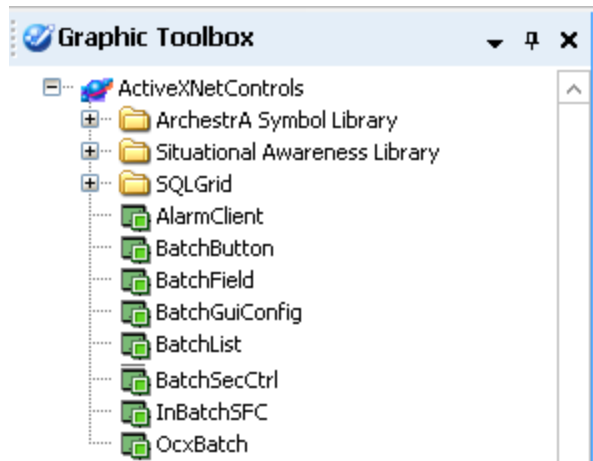 Graphic Toolbox
ActiveXNetControls
ArchestrA Symbol Library
Situational Awareness Library
SQLGrid
AlarmClient
BatchButton
BatchField
BatchGuiConfig
BatchList
BatchSecCtrl
InBatchSFC
OcxBatch